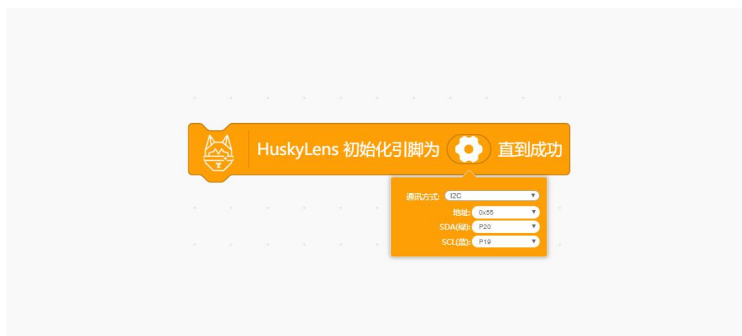 HuskyLens 初始化引脚为 直到成功
通讯方式: I2C
地址: 0x50
SDA(绿): P20
SCL(蓝): P19